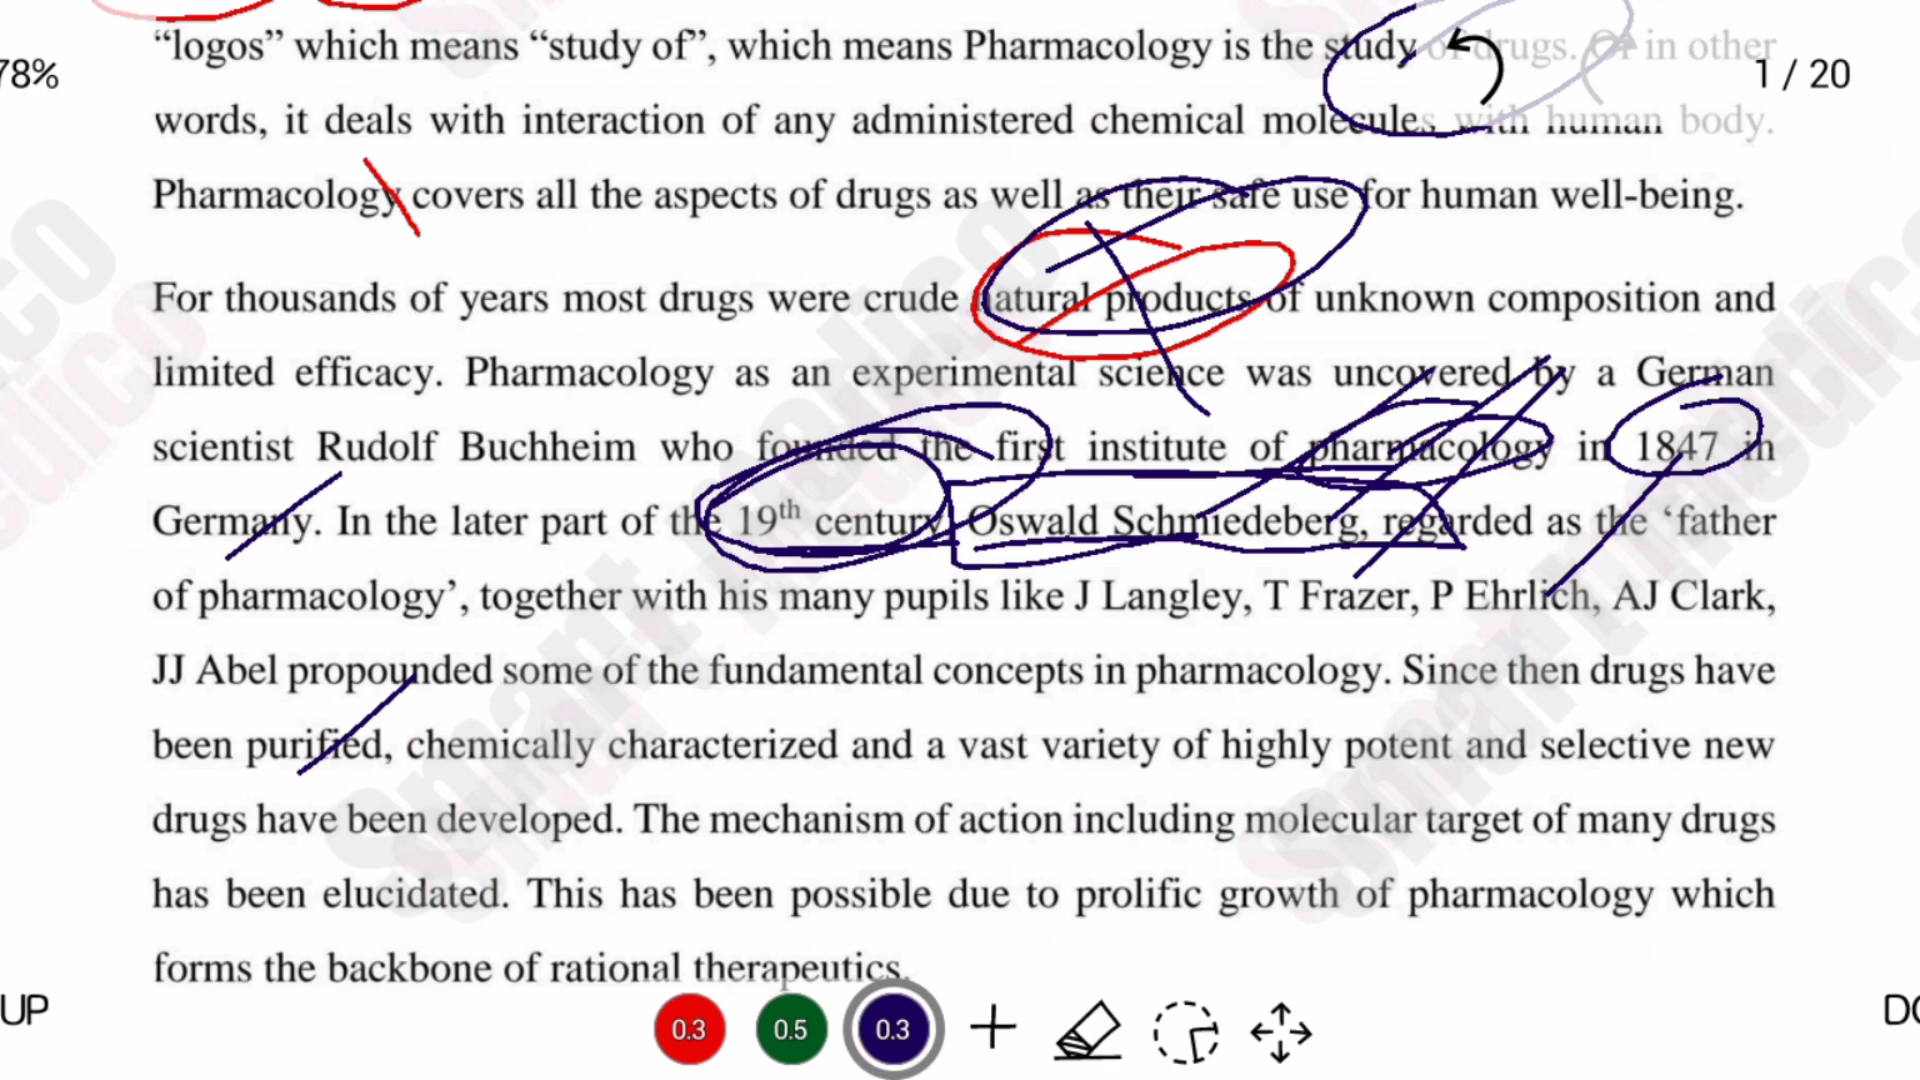 “logos” which means “study of”, which means Pharmacology is the study of drugs. Or in other
78%
1 / 20
words, it deals with interaction of any administered chemical molecules with human body.
Pharmacology covers all the aspects of drugs as well as their safe use for human well-being.
For thousands of years most drugs were crude natural products of unknown composition and
limited efficacy. Pharmacology as an experimental science was uncovered by a German
scientist Rudolf Buchheim who founded the first institute of pharmacology in 1847 in
Germany. In the later part of the 19th century, Oswald Schmiedeberg, regarded as the ‘father
of pharmacology’, together with his many pupils like J Langley, T Frazer, P Ehrlich, AJ Clark,
JJ Abel propounded some of the fundamental concepts in pharmacology. Since then drugs have
been purified, chemically characterized and a vast variety of highly potent and selective new
drugs have been developed. The mechanism of action including molecular target of many drugs
has been elucidated. This has been possible due to prolific growth of pharmacology which
forms the backbone of rational therapeutics.
UP
0.3
0.5
0.3